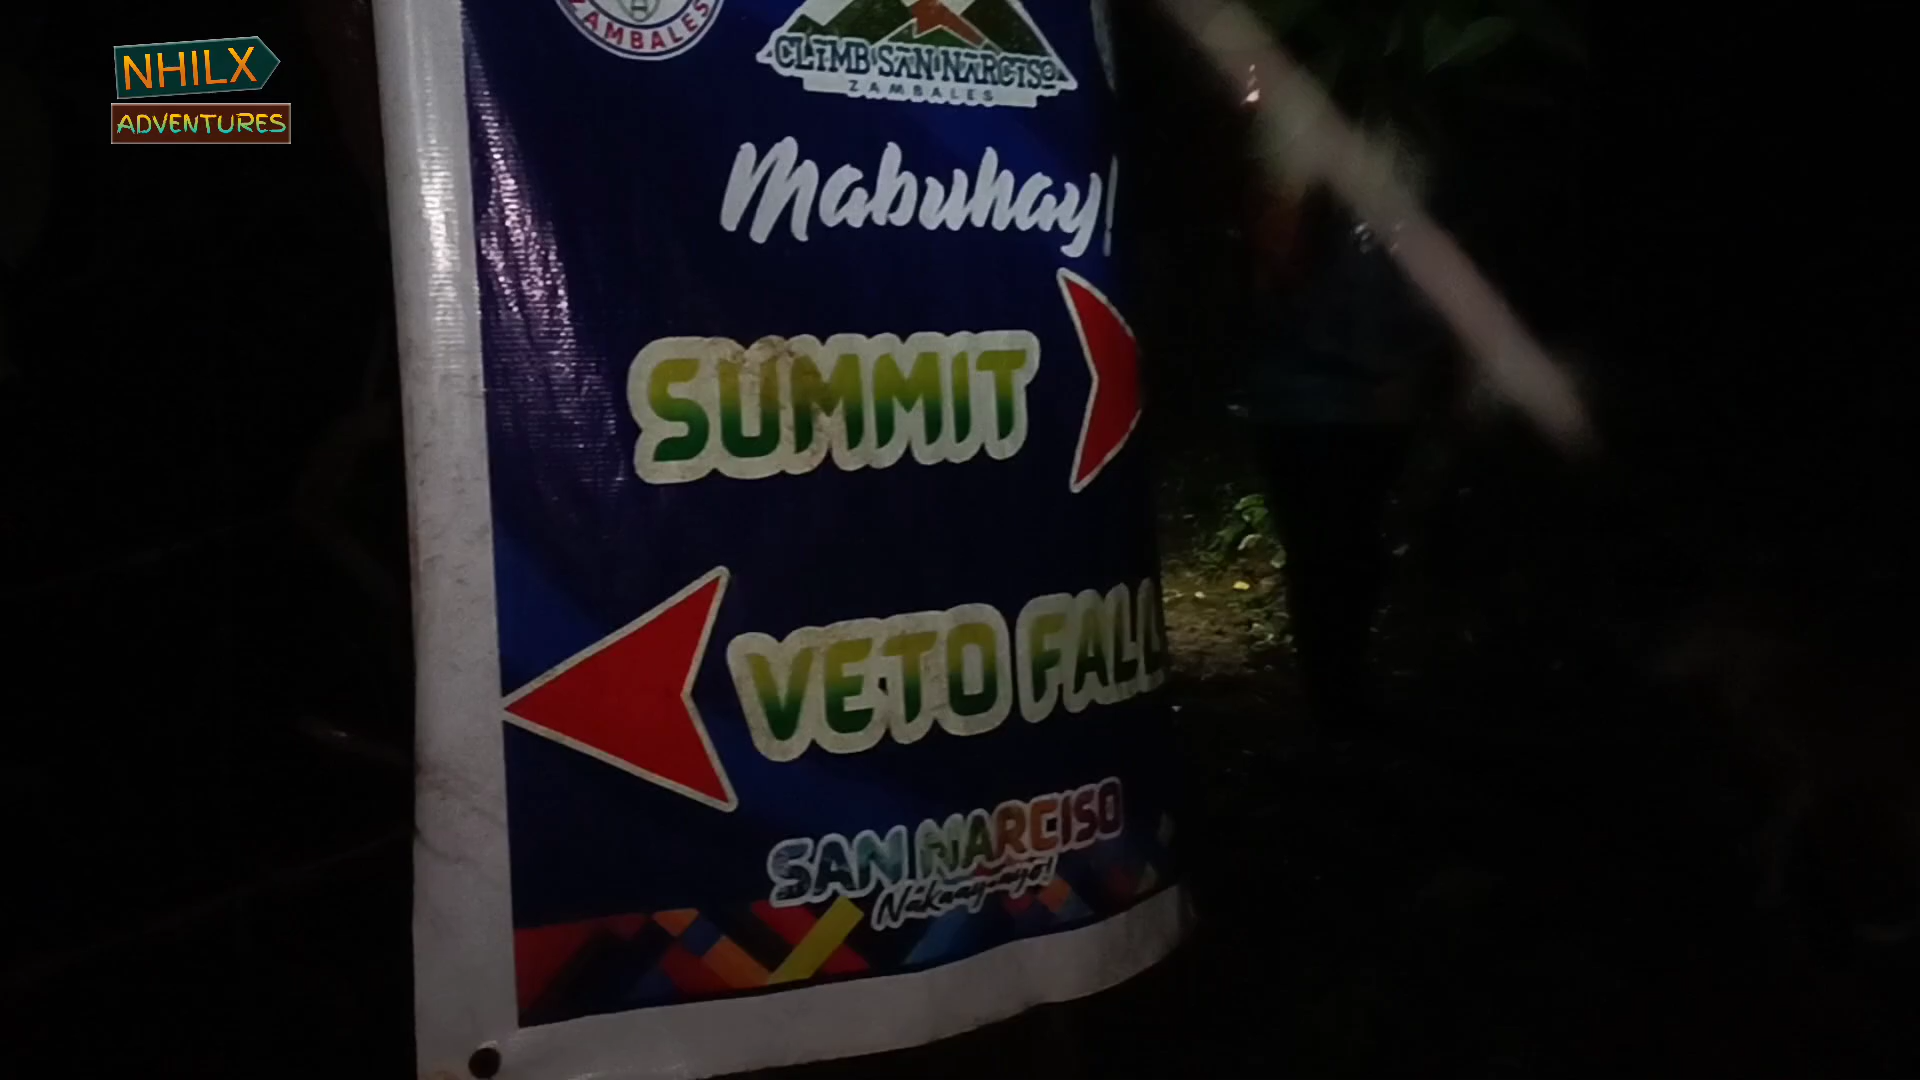 NHILX
ADVENTURES
ZAMBALES
CLIMB SAN NARCISO
ZAMBALES
Mabuhay!
SUMMIT
VETO FALL
SAN NARCISO